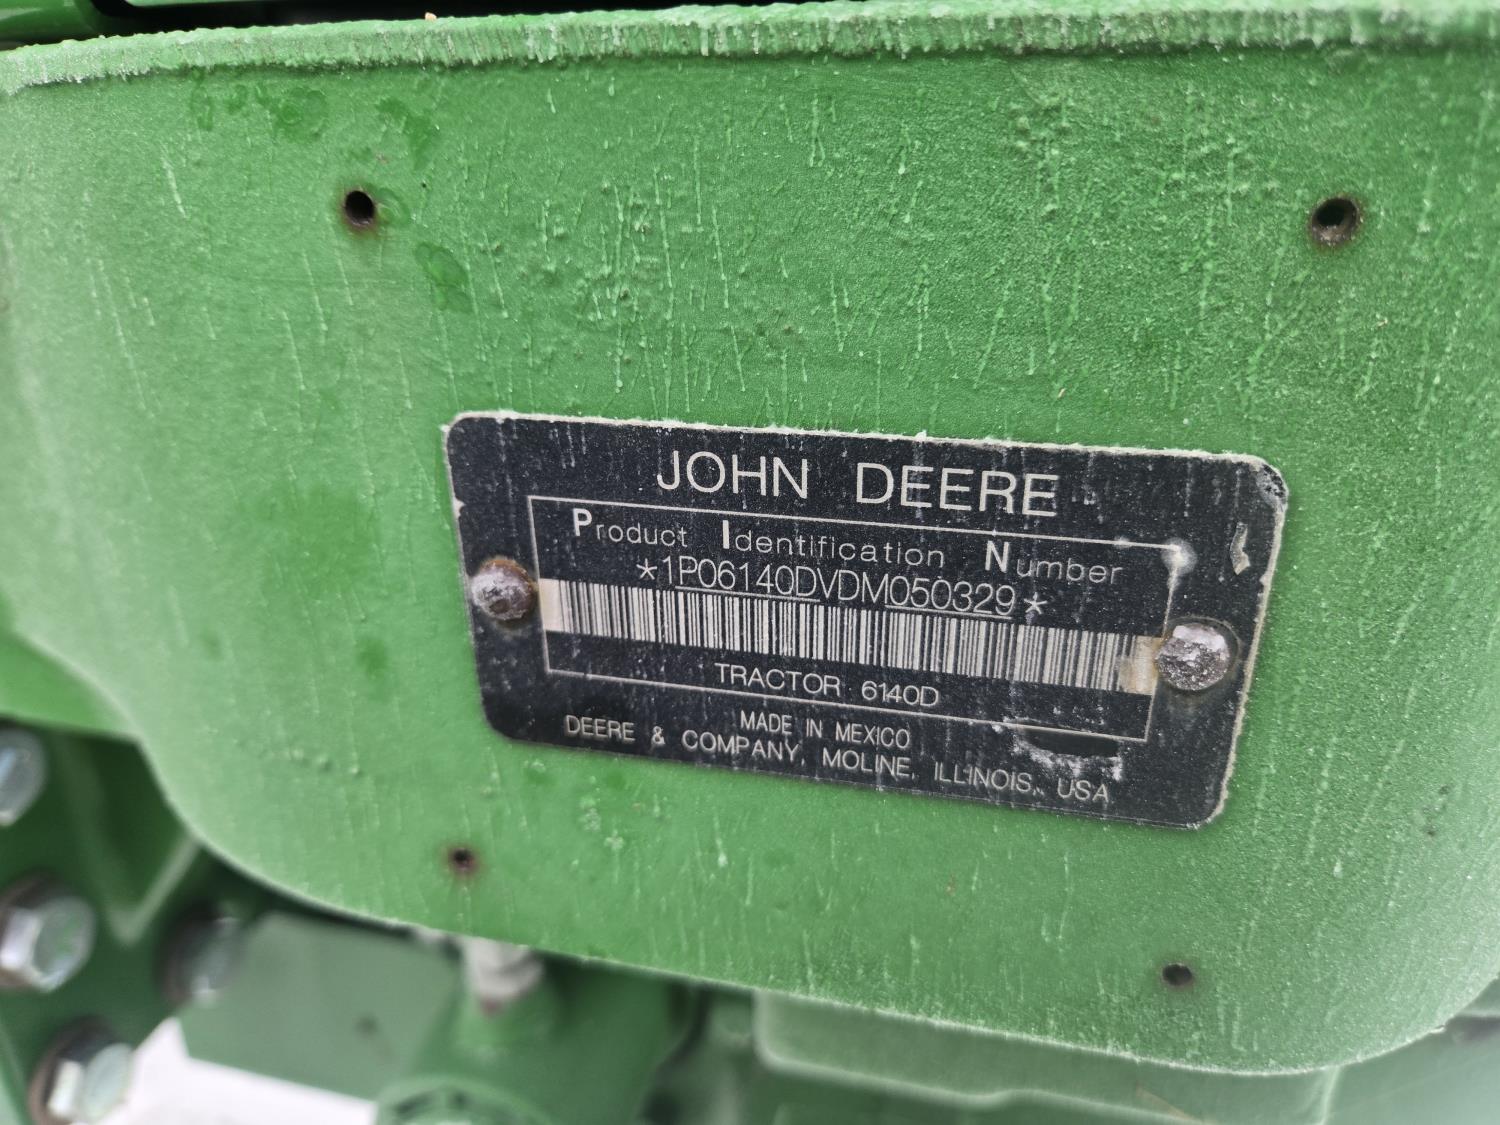 JOHN DEERE
Product Identification Number
*1P06140DVDM050329*
TRACTOR 6140D
MADE IN MEXICO
DEERE & COMPANY, MOLINE, ILLINOIS, USA